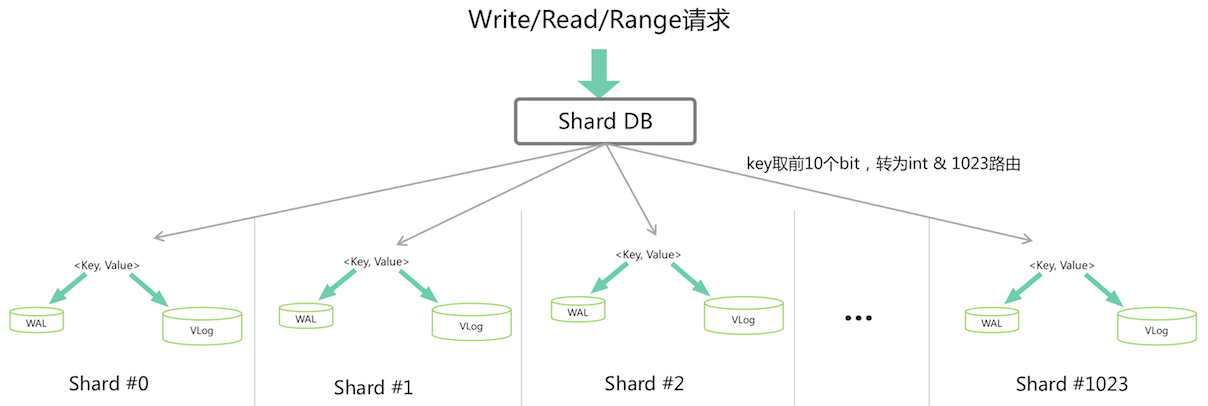 Write/Read/Range请求
Shard DB
key取前10个bit，转为int & 1023路由
<Key, Value>
WAL
VLog
Shard #0
<Key, Value>
WAL
VLog
Shard #1
<Key, Value>
WAL
VLog
Shard #2
...
<Key, Value>
WAL
VLog
Shard #1023